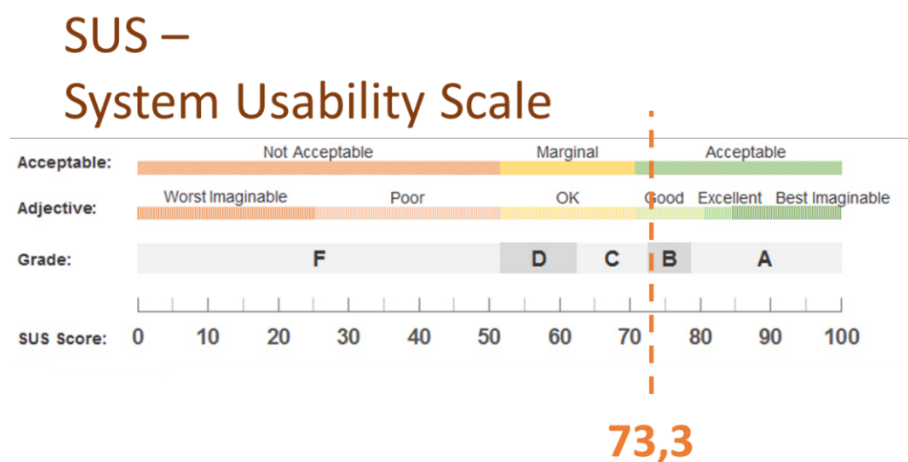 SUS –
System Usability Scale
Acceptable: Not Acceptable Marginal Acceptable
Adjective: Worst Imaginable Poor OK Good Excellent Best Imaginable
Grade: F D C B A
SUS Score: 0 10 20 30 40 50 60 70 80 90 100
73,3